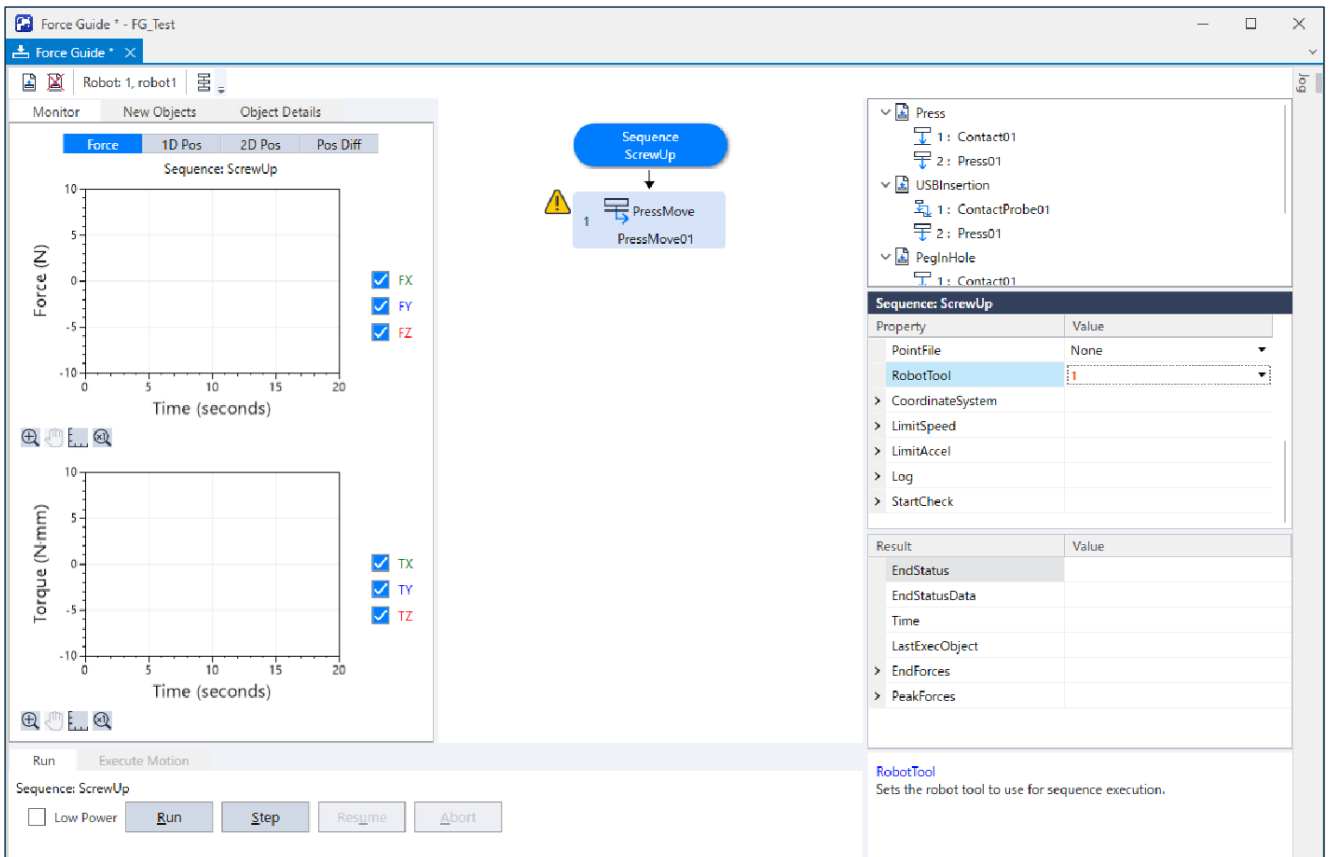 Force Guide * - FG_Test
Force Guide *
Robot: 1, robot1
Jog
Monitor New Objects Object Details
Force 1D Pos 2D Pos Pos Diff
Sequence: ScrewUp
10
5
0
-5
-10
Force (N)
0 5 10 15 20
Time (seconds)
FX
FY
FZ
10
5
0
-5
-10
Torque (N·mm)
0 5 10 15 20
Time (seconds)
TX
TY
TZ
Sequence
ScrewUp
1 PressMove
PressMove01
Press
1 : Contact01
2 : Press01
USBInsertion
1 : ContactProbe01
2 : Press01
PegInHole
1 : Contact01
Sequence: ScrewUp
Property Value
PointFile None
RobotTool 1
CoordinateSystem
LimitSpeed
LimitAccel
Log
StartCheck
Result Value
EndStatus
EndStatusData
Time
LastExecObject
EndForces
PeakForces
RobotTool
Sets the robot tool to use for sequence execution.
Run Execute Motion
Sequence: ScrewUp
Low Power Run Step Resume Abort